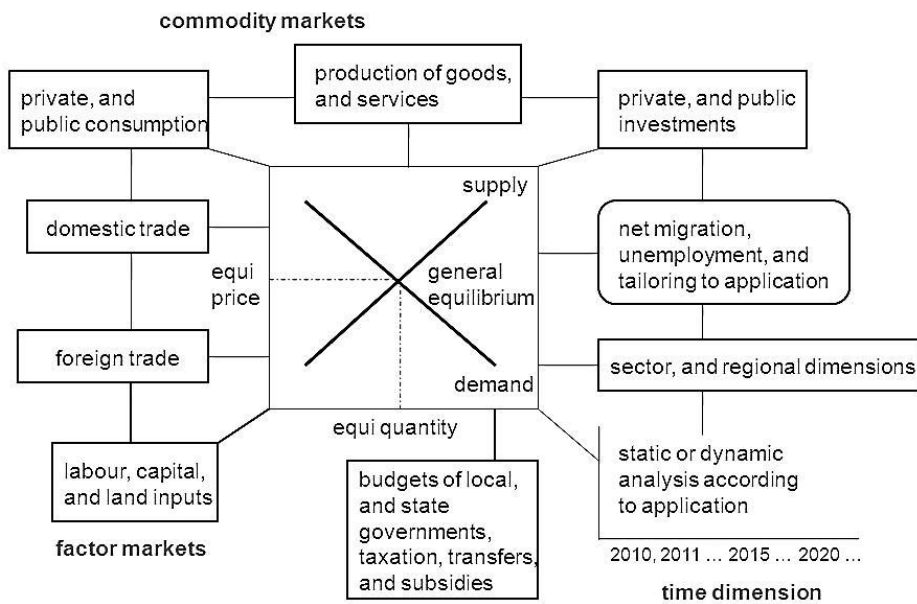 commodity markets
production of goods,
and services
private, and
public consumption
private, and public
investments
supply
domestic trade
net migration,
unemployment, and
tailoring to application
equi
price
general
equilibrium
foreign trade
sector, and regional dimensions
demand
equi quantity
labour, capital,
and land inputs
factor markets
budgets of local,
and state
governments,
taxation, transfers,
and subsidies
static or dynamic
analysis according
to application
2010, 2011 ... 2015 ... 2020 ...
time dimension